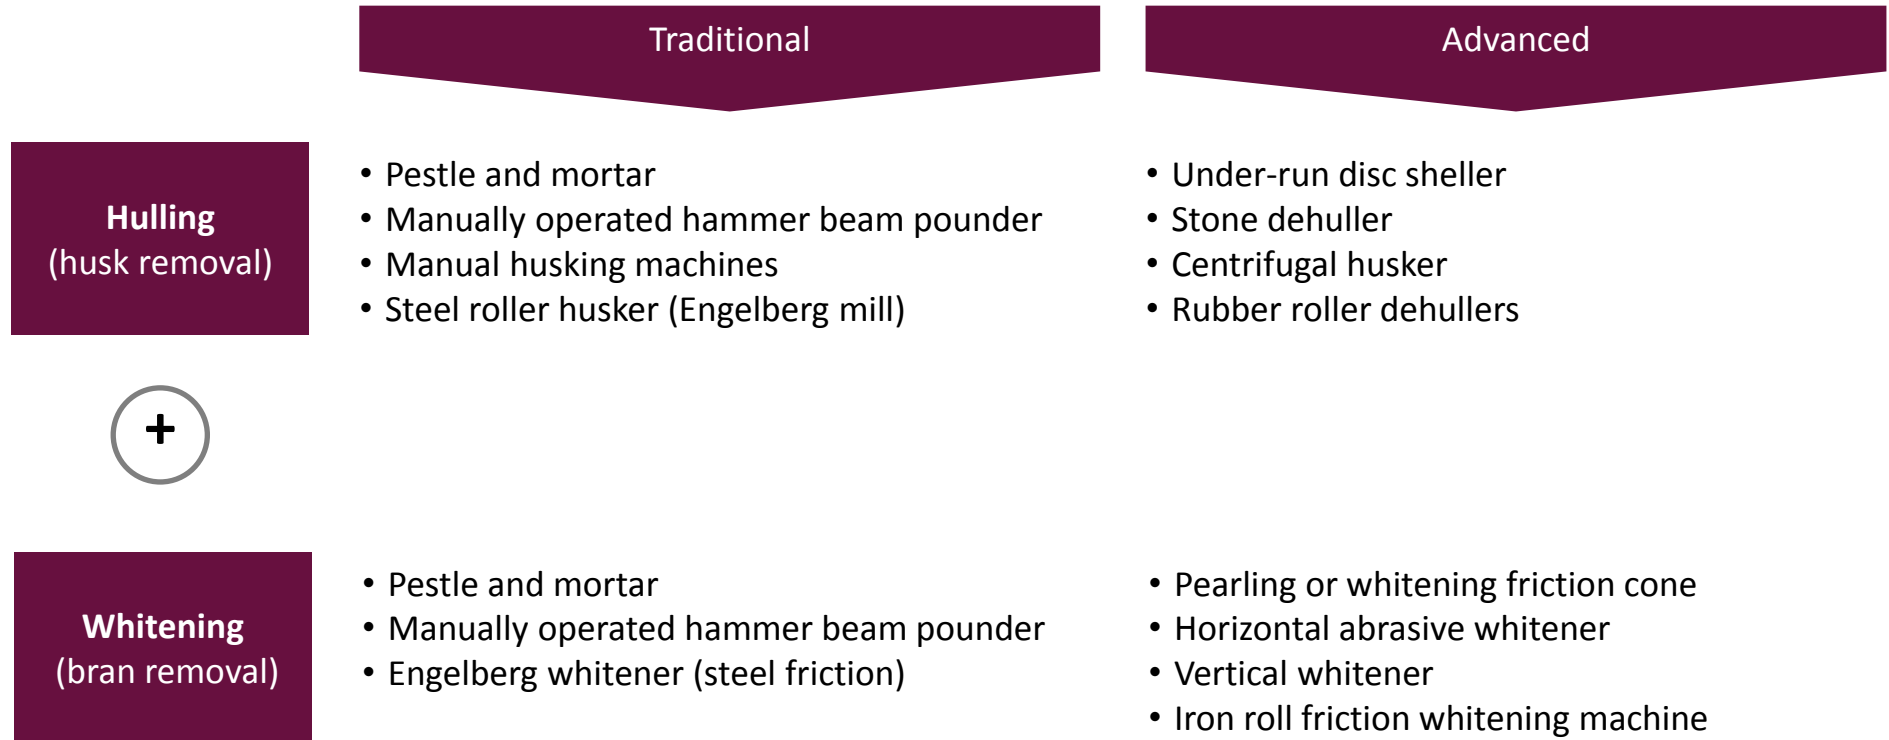 Traditional
Advanced
Hulling
(husk removal)
• Pestle and mortar
• Manually operated hammer beam pounder
• Manual husking machines
• Steel roller husker (Engelberg mill)
• Under-run disc sheller
• Stone dehuller
• Centrifugal husker
• Rubber roller dehullers
+
Whitening
(bran removal)
• Pestle and mortar
• Manually operated hammer beam pounder
• Engelberg whitener (steel friction)
• Pearling or whitening friction cone
• Horizontal abrasive whitener
• Vertical whitener
• Iron roll friction whitening machine